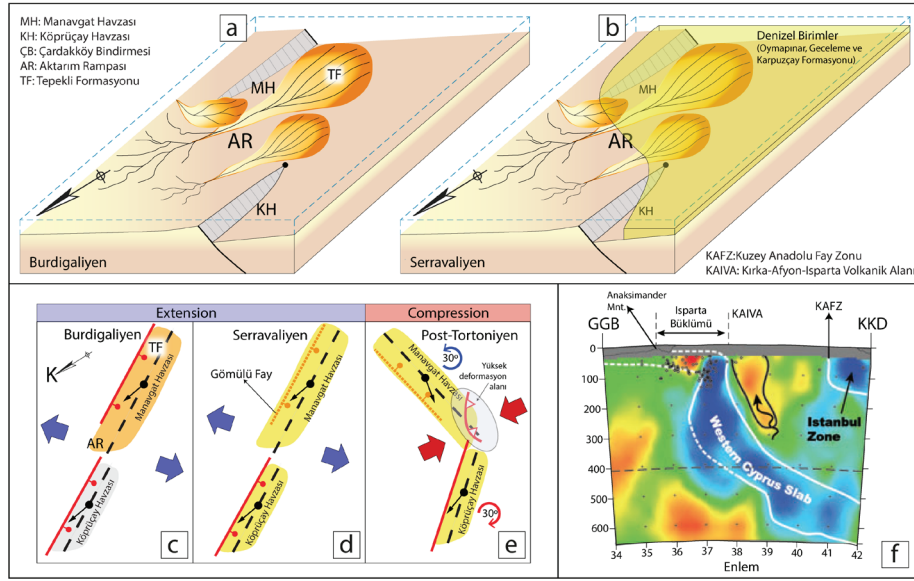 MH: Manavgat Havzası
KH: Köprüçay Havzası
ÇB: Çardakköy Bindirmesi
AR: Aktarım Rampası
TF: Tepekli Formasyonu
a
MH
TF
AR
KH
Burdigaliyen
b
Denizel Birimler
(Oymapınar, Geceleme ve
Karpuzçay Formasyonu)
MH
AR
KH
Serravaliyen
KAFZ:Kuzey Anadolu Fay Zonu
KAIVA: Kırka-Afyon-Isparta Volkanik Alanı
Extension
Compression
Burdigaliyen
TF
K
Manavgat Havzası
AR
Köprüçay Havzası
c
Serravaliyen
Gömülü Fay
Manavgat Havzası
Köprüçay Havzası
d
Post-Tortoniyen
30º
Manavgat Havzası
Yüksek
deformasyon
alanı
Köprüçay Havzası
30º
e
Anaksimander
Mnt.
Isparta
Büklümü
KAIVA
KAFZ
GGB
KKD
0
100
200
300
400
500
600
Istanbul
Zone
Western Cyprus Slab
34 35 36 37 38 39 40 41 42
Enlem
f